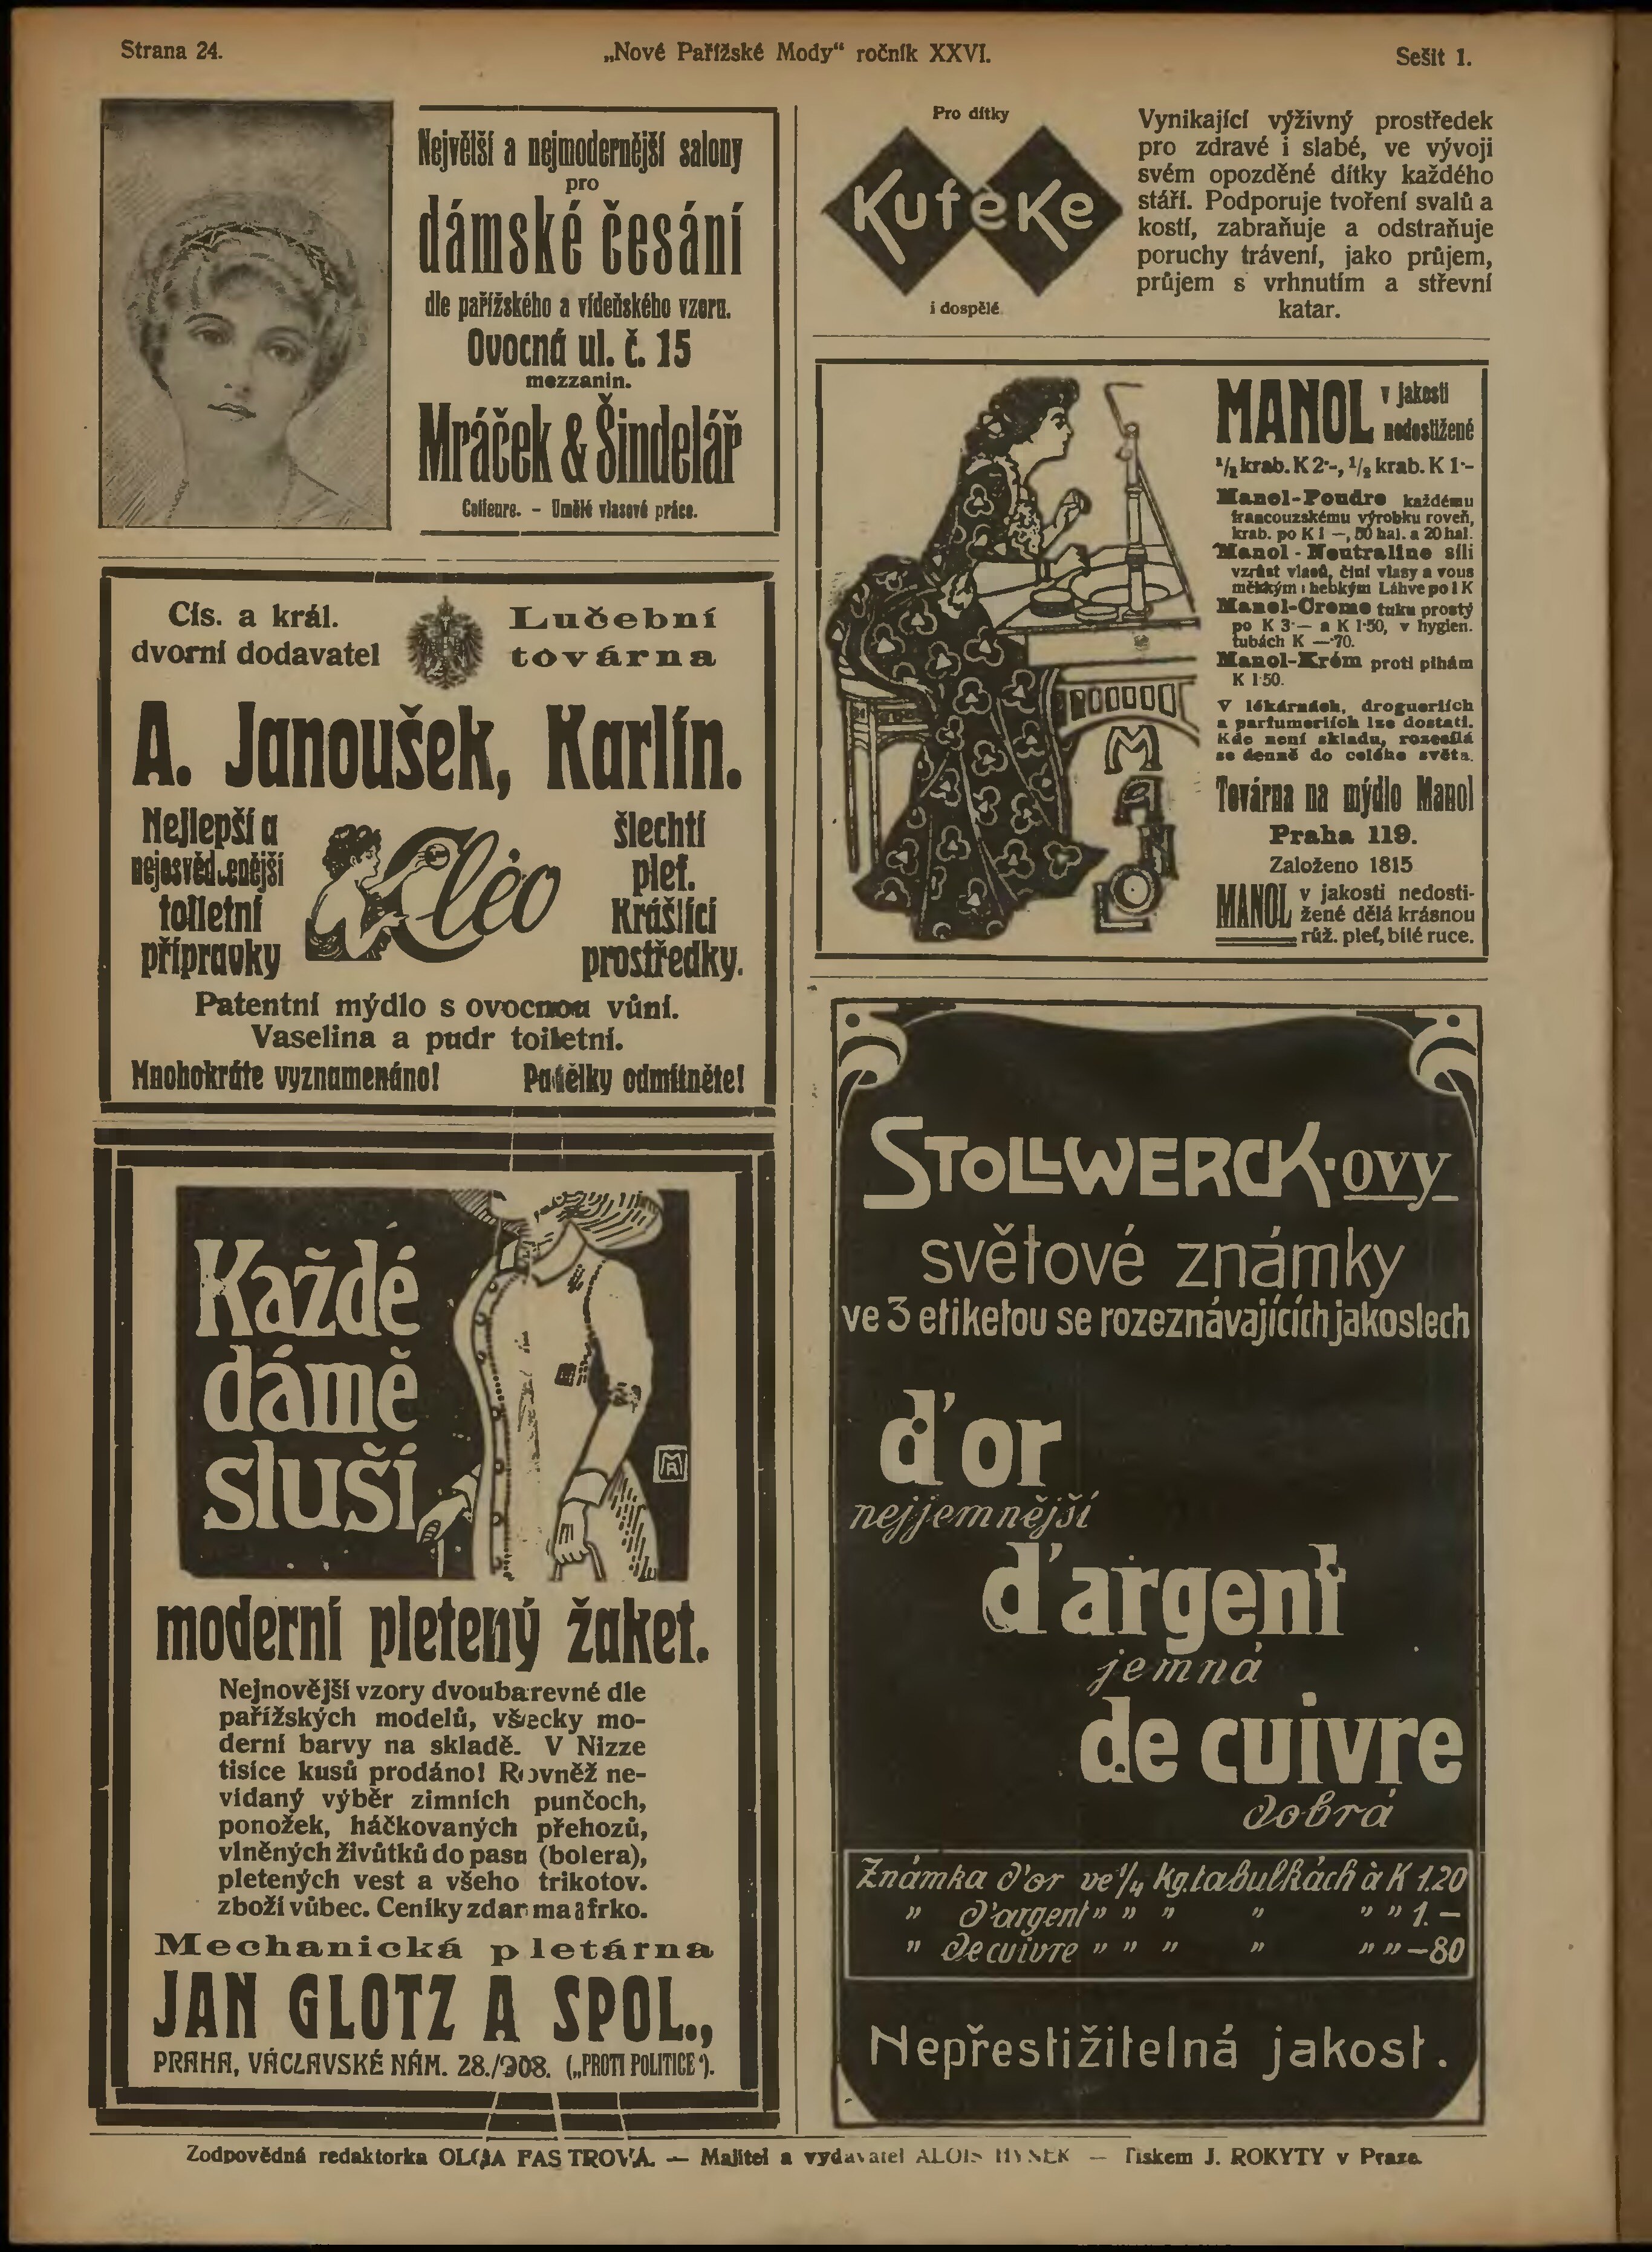 Strana 24.
„Nové Pařížské Mody“ ročník XXVI.
Sešit 1.
Největší a nejmodernější salony
pro
dámské česání
dle pařížského a vídeňského vzoru.
Ovocná ul. č. 15
mezzanin.
Mráček & Šindelář
Coiffeurs. - Umělé vlasové práce.
Cís. a král.
dvorní dodavatel
Lučební
továrna
A. Janoušek, Karlín.
Nejlepší a
nejosvědčenější
toiletní
přípravky
Cléo
šlechtí
pleť.
Krášlící
prostředky.
Patentní mýdlo s ovocnou vůní.
Vaselina a pudr toiletní.
Mnohokráte vyznamenáno!
Padělky odmítněte!
Každé
dámě
sluší
MA
moderní pletený žaket.
Nejnovější vzory dvoubarevné dle
pařížských modelů, všecky mo-
derní barvy na skladě. V Nizze
tisíce kusů prodáno! Rovněž ne-
vídaný výběr zimních punčoch,
ponožek, háčkovaných přehozů,
vlněných živůtků do pasu (bolera),
pletených vest a všeho trikotov.
zboží vůbec. Ceníky zdarma a frko.
Mechanická pletárna
JAN GLOTZ A SPOL.,
PRAHA, VÁCLAVSKÉ NÁM. 28./908. („PROTI POLITICE“).
Pro dítky
Kufeke
i dospělé
Vynikající výživný prostředek
pro zdravé i slabé, ve vývoji
svém opozděné dítky každého
stáří. Podporuje tvoření svalů a
kostí, zabraňuje a odstraňuje
poruchy trávení, jako průjem,
průjem s vrhnutím a střevní
katar.
MANOL
MANOL v jakosti
nedostižené
1/1 krab. K 2·-, 1/2 krab. K 1·-
Manol-Poudre každému
francouzskému výrobku roveň,
krab. po K 1 —, 50 hal. a 20 hal.
Manol - Neutraline sílí
vzrůst vlasů, činí vlasy a vous
měkkým i hebkým Láhve po 1 K
Manol-Creme tuku prostý
po K 3·— a K 1·50, v hygien.
tubách K —·70.
Manol-Krém proti pihám
K 1·50.
V lékárnách, drogueriích
a parfumeriích lze dostati.
Kde není skladu, rozesílá
se denně do celého světa.
Továrna na mýdlo Manol
Praha 119.
Založeno 1815
MANOL v jakosti nedosti-
žené dělá krásnou
růž. pleť, bílé ruce.
STOLLWERCK·ovy
světové známky
ve 3 etiketou se rozeznávajících jakostech
d'or
nejjemnější
d'argent
jemná
de cuivre
dobrá
Známka d'or ve 1/4 kg. tabulkách à K 1.20
„ d'argent „ „ „ „ „ „ 1.—
„ de cuivre „ „ „ „ „ „ —80
Nepřestižitelná jakost.
Zodpovědná redaktorka OLGA FASTROVÁ. — Majitel a vydavatel ALOIS HYNEK — Tiskem J. ROKYTY v Praze.